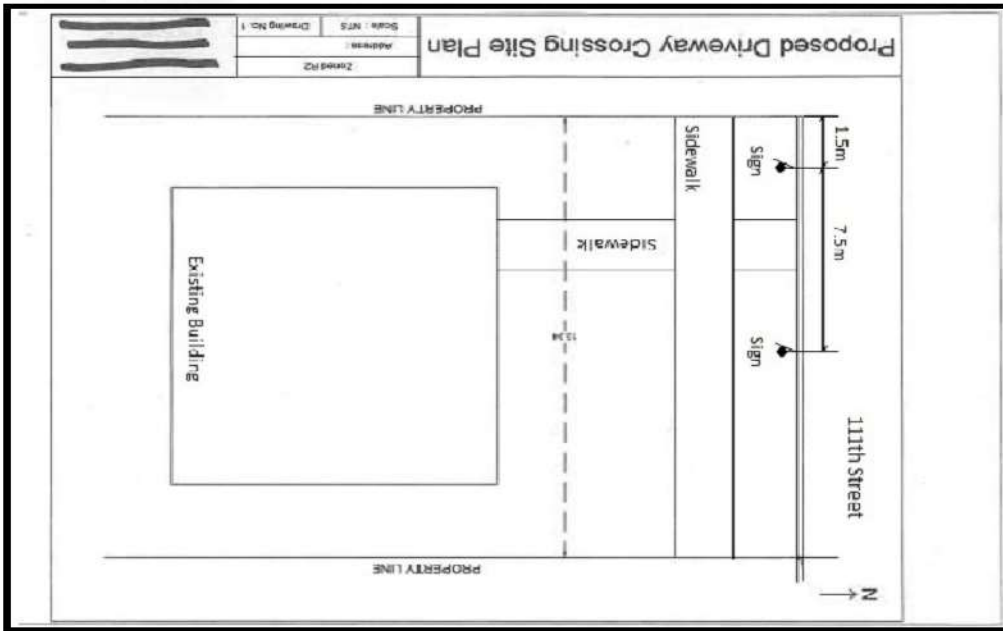 Proposed Driveway Crossing Site Plan
Zoned R2
Address :
Scale : NTS
Drawing No. 1
PROPERTY LINE
1.5m
7.5m
Sign
Sidewalk
Sidewalk
Existing Building
Sign
111th Street
PROPERTY LINE
N